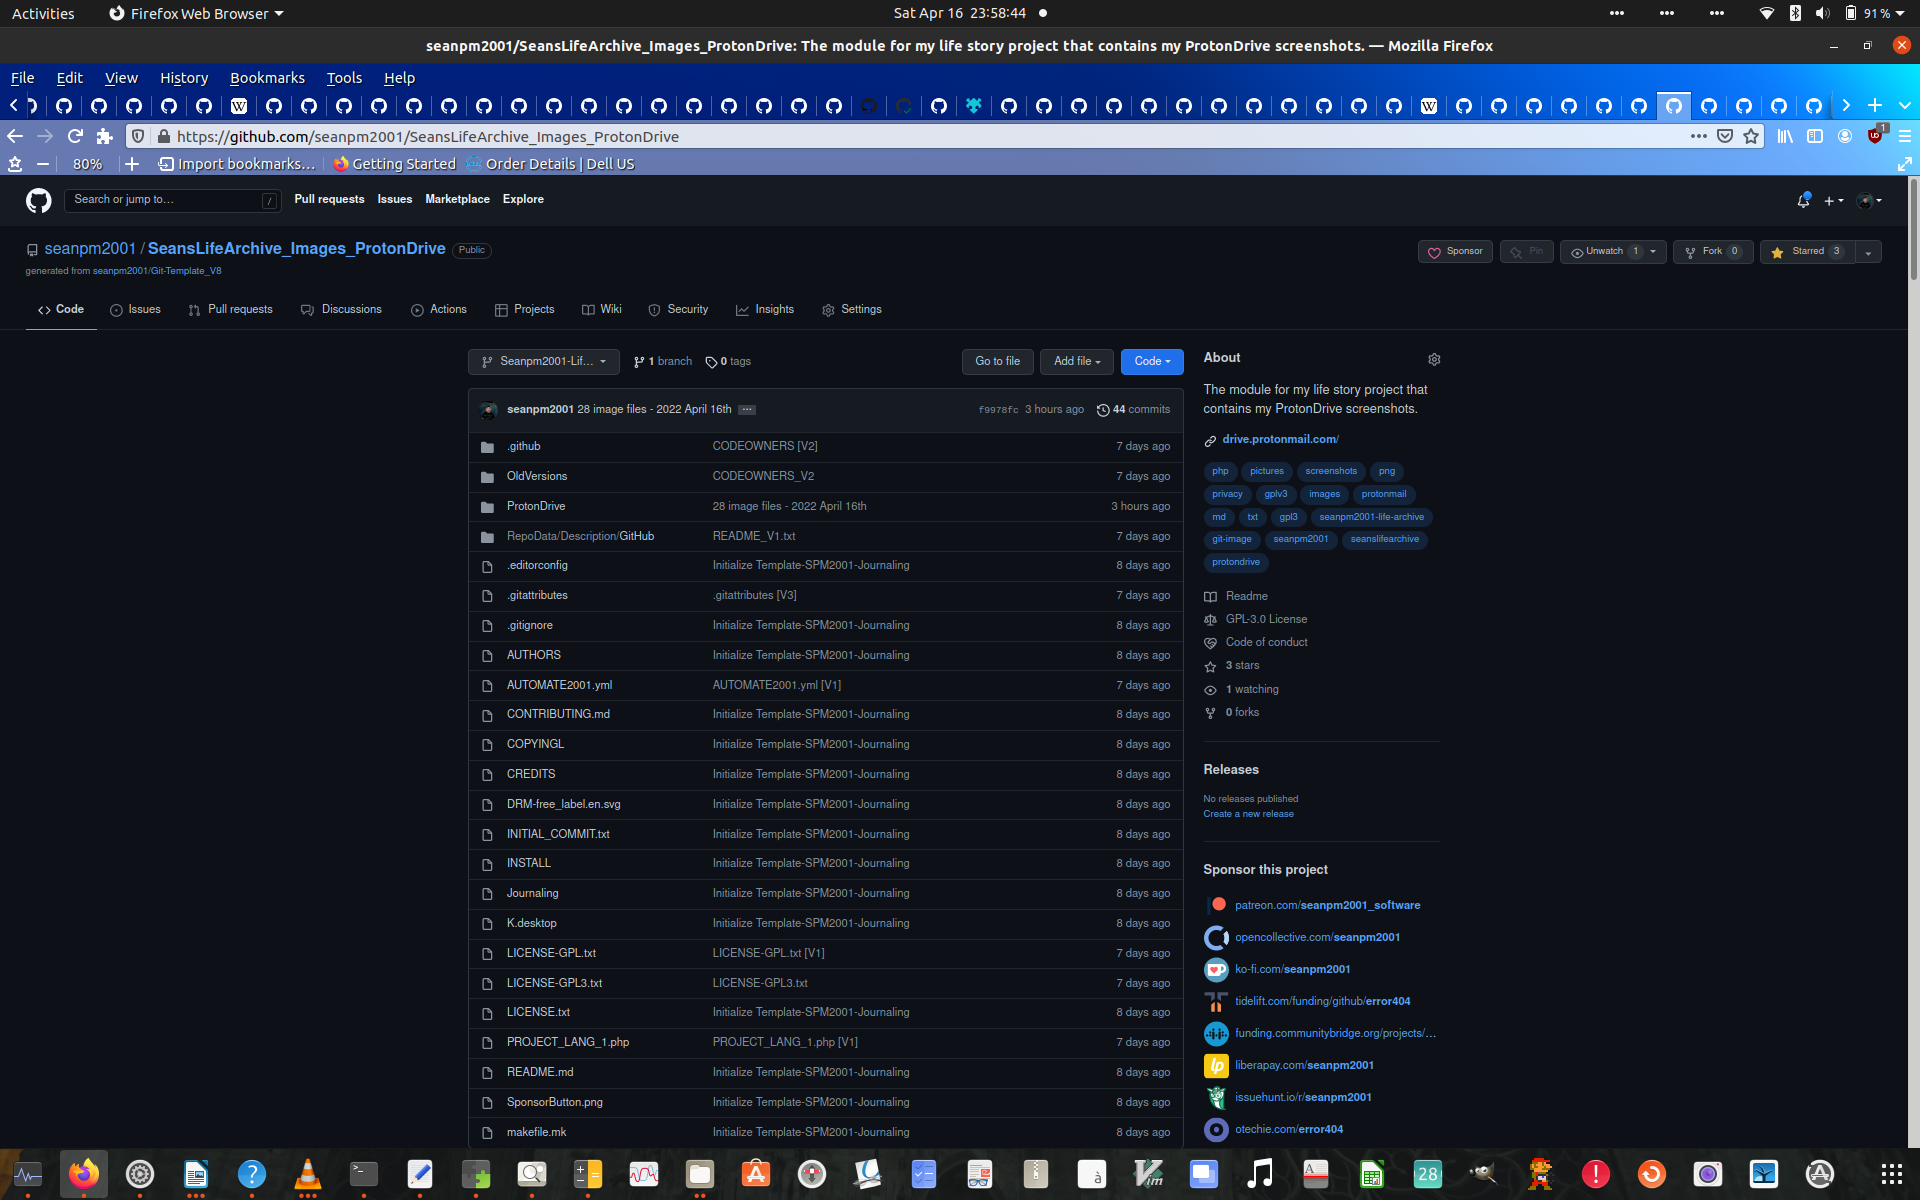 Activities
Firefox Web Browser
Sat Apr 16 23:58:44
91 %
seanpm2001/SeansLifeArchive_Images_ProtonDrive: The module for my life story project that contains my ProtonDrive screenshots. — Mozilla Firefox
File Edit View History Bookmarks Tools Help
https://github.com/seanpm2001/SeansLifeArchive_Images_ProtonDrive
1
80%
Import bookmarks...
Getting Started
Order Details | Dell US
Search or jump to...
/
Pull requests Issues Marketplace Explore
seanpm2001 / SeansLifeArchive_Images_ProtonDrive Public
generated from seanpm2001/Git-Template_V8
Sponsor
Pin
Unwatch 1
Fork 0
Starred 3
Code
Issues
Pull requests
Discussions
Actions
Projects
Wiki
Security
Insights
Settings
Seanpm2001-Lif...
1 branch
0 tags
Go to file
Add file
Code
seanpm2001 28 image files - 2022 April 16th ... f9978fc 3 hours ago 44 commits
.github CODEOWNERS [V2] 7 days ago
OldVersions CODEOWNERS_V2 7 days ago
ProtonDrive 28 image files - 2022 April 16th 3 hours ago
RepoData/Description/GitHub README_V1.txt 7 days ago
.editorconfig Initialize Template-SPM2001-Journaling 8 days ago
.gitattributes .gitattributes [V3] 7 days ago
.gitignore Initialize Template-SPM2001-Journaling 8 days ago
AUTHORS Initialize Template-SPM2001-Journaling 8 days ago
AUTOMATE2001.yml AUTOMATE2001.yml [V1] 7 days ago
CONTRIBUTING.md Initialize Template-SPM2001-Journaling 8 days ago
COPYINGL Initialize Template-SPM2001-Journaling 8 days ago
CREDITS Initialize Template-SPM2001-Journaling 8 days ago
DRM-free_label.en.svg Initialize Template-SPM2001-Journaling 8 days ago
INITIAL_COMMIT.txt Initialize Template-SPM2001-Journaling 8 days ago
INSTALL Initialize Template-SPM2001-Journaling 8 days ago
Journaling Initialize Template-SPM2001-Journaling 8 days ago
K.desktop Initialize Template-SPM2001-Journaling 8 days ago
LICENSE-GPL.txt LICENSE-GPL.txt [V1] 7 days ago
LICENSE-GPL3.txt LICENSE-GPL3.txt 7 days ago
LICENSE.txt Initialize Template-SPM2001-Journaling 8 days ago
PROJECT_LANG_1.php PROJECT_LANG_1.php [V1] 7 days ago
README.md Initialize Template-SPM2001-Journaling 8 days ago
SponsorButton.png Initialize Template-SPM2001-Journaling 8 days ago
makefile.mk Initialize Template-SPM2001-Journaling 8 days ago
About
The module for my life story project that
contains my ProtonDrive screenshots.
drive.protonmail.com/
php pictures screenshots png
privacy gplv3 images protonmail
md txt gpl3 seanpm2001-life-archive
git-image seanpm2001 seanslifearchive
protondrive
Readme
GPL-3.0 License
Code of conduct
3 stars
1 watching
0 forks
Releases
No releases published
Create a new release
Sponsor this project
patreon.com/seanpm2001_software
opencollective.com/seanpm2001
ko-fi.com/seanpm2001
tidelift.com/funding/github/error404
funding.communitybridge.org/projects/...
liberapay.com/seanpm2001
issuehunt.io/r/seanpm2001
otechie.com/error404
28